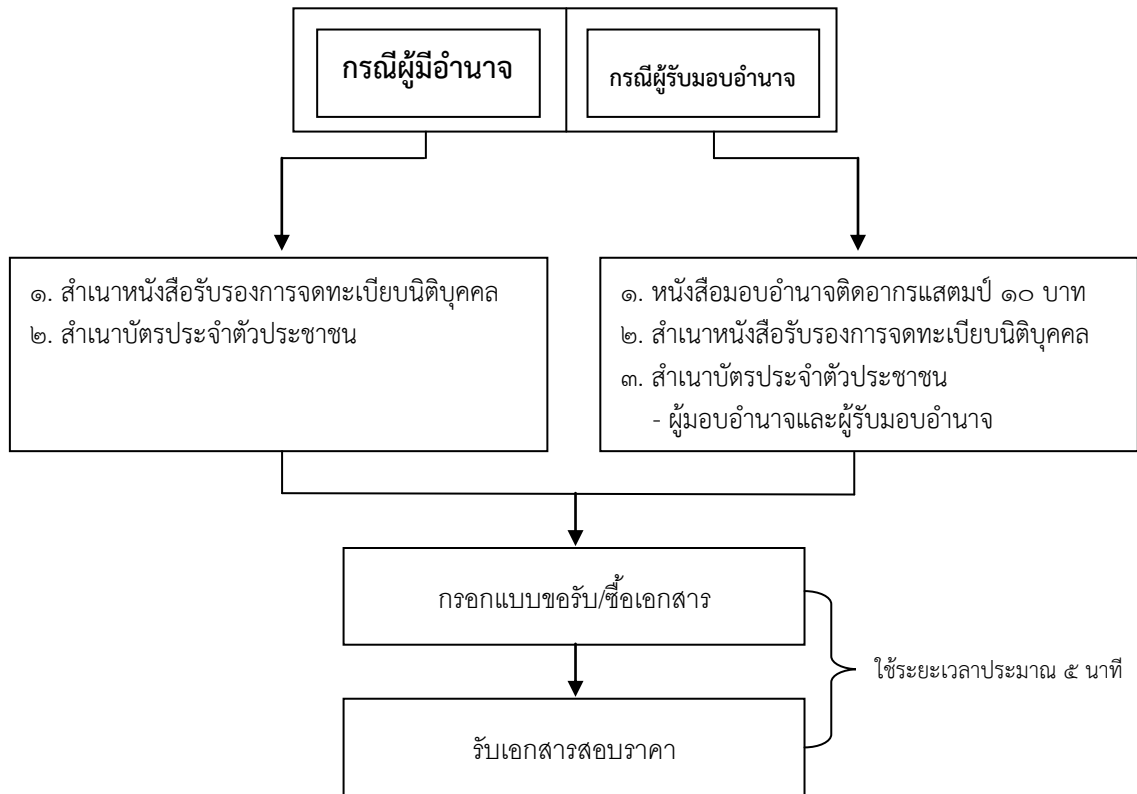 กรณีผู้มีอำนาจ
กรณีผู้รับมอบอำนาจ
๑. สำเนาหนังสือรับรองการจดทะเบียนนิติบุคคล
๒. สำเนาบัตรประจำตัวประชาชน
๑. หนังสือมอบอำนาจติดอากรแสตมป์ ๑๐ บาท
๒. สำเนาหนังสือรับรองการจดทะเบียนนิติบุคคล
๓. สำเนาบัตรประจำตัวประชาชน
- ผู้มอบอำนาจและผู้รับมอบอำนาจ
กรอกแบบขอรับ/ซื้อเอกสาร
ใช้ระยะเวลาประมาณ ๕ นาที
รับเอกสารสอบราคา